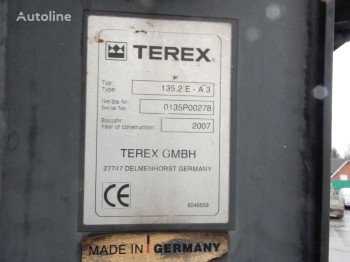 Autoline
TEREX
Typ:
Type:
135.2 E - A 3
Geräte Nr.
Serial No.
0135P00278
Baujahr:
Year of construction:
2007
TEREX GMBH
27747 DELMENHORST GERMANY
CE
MADE IN GERMANY